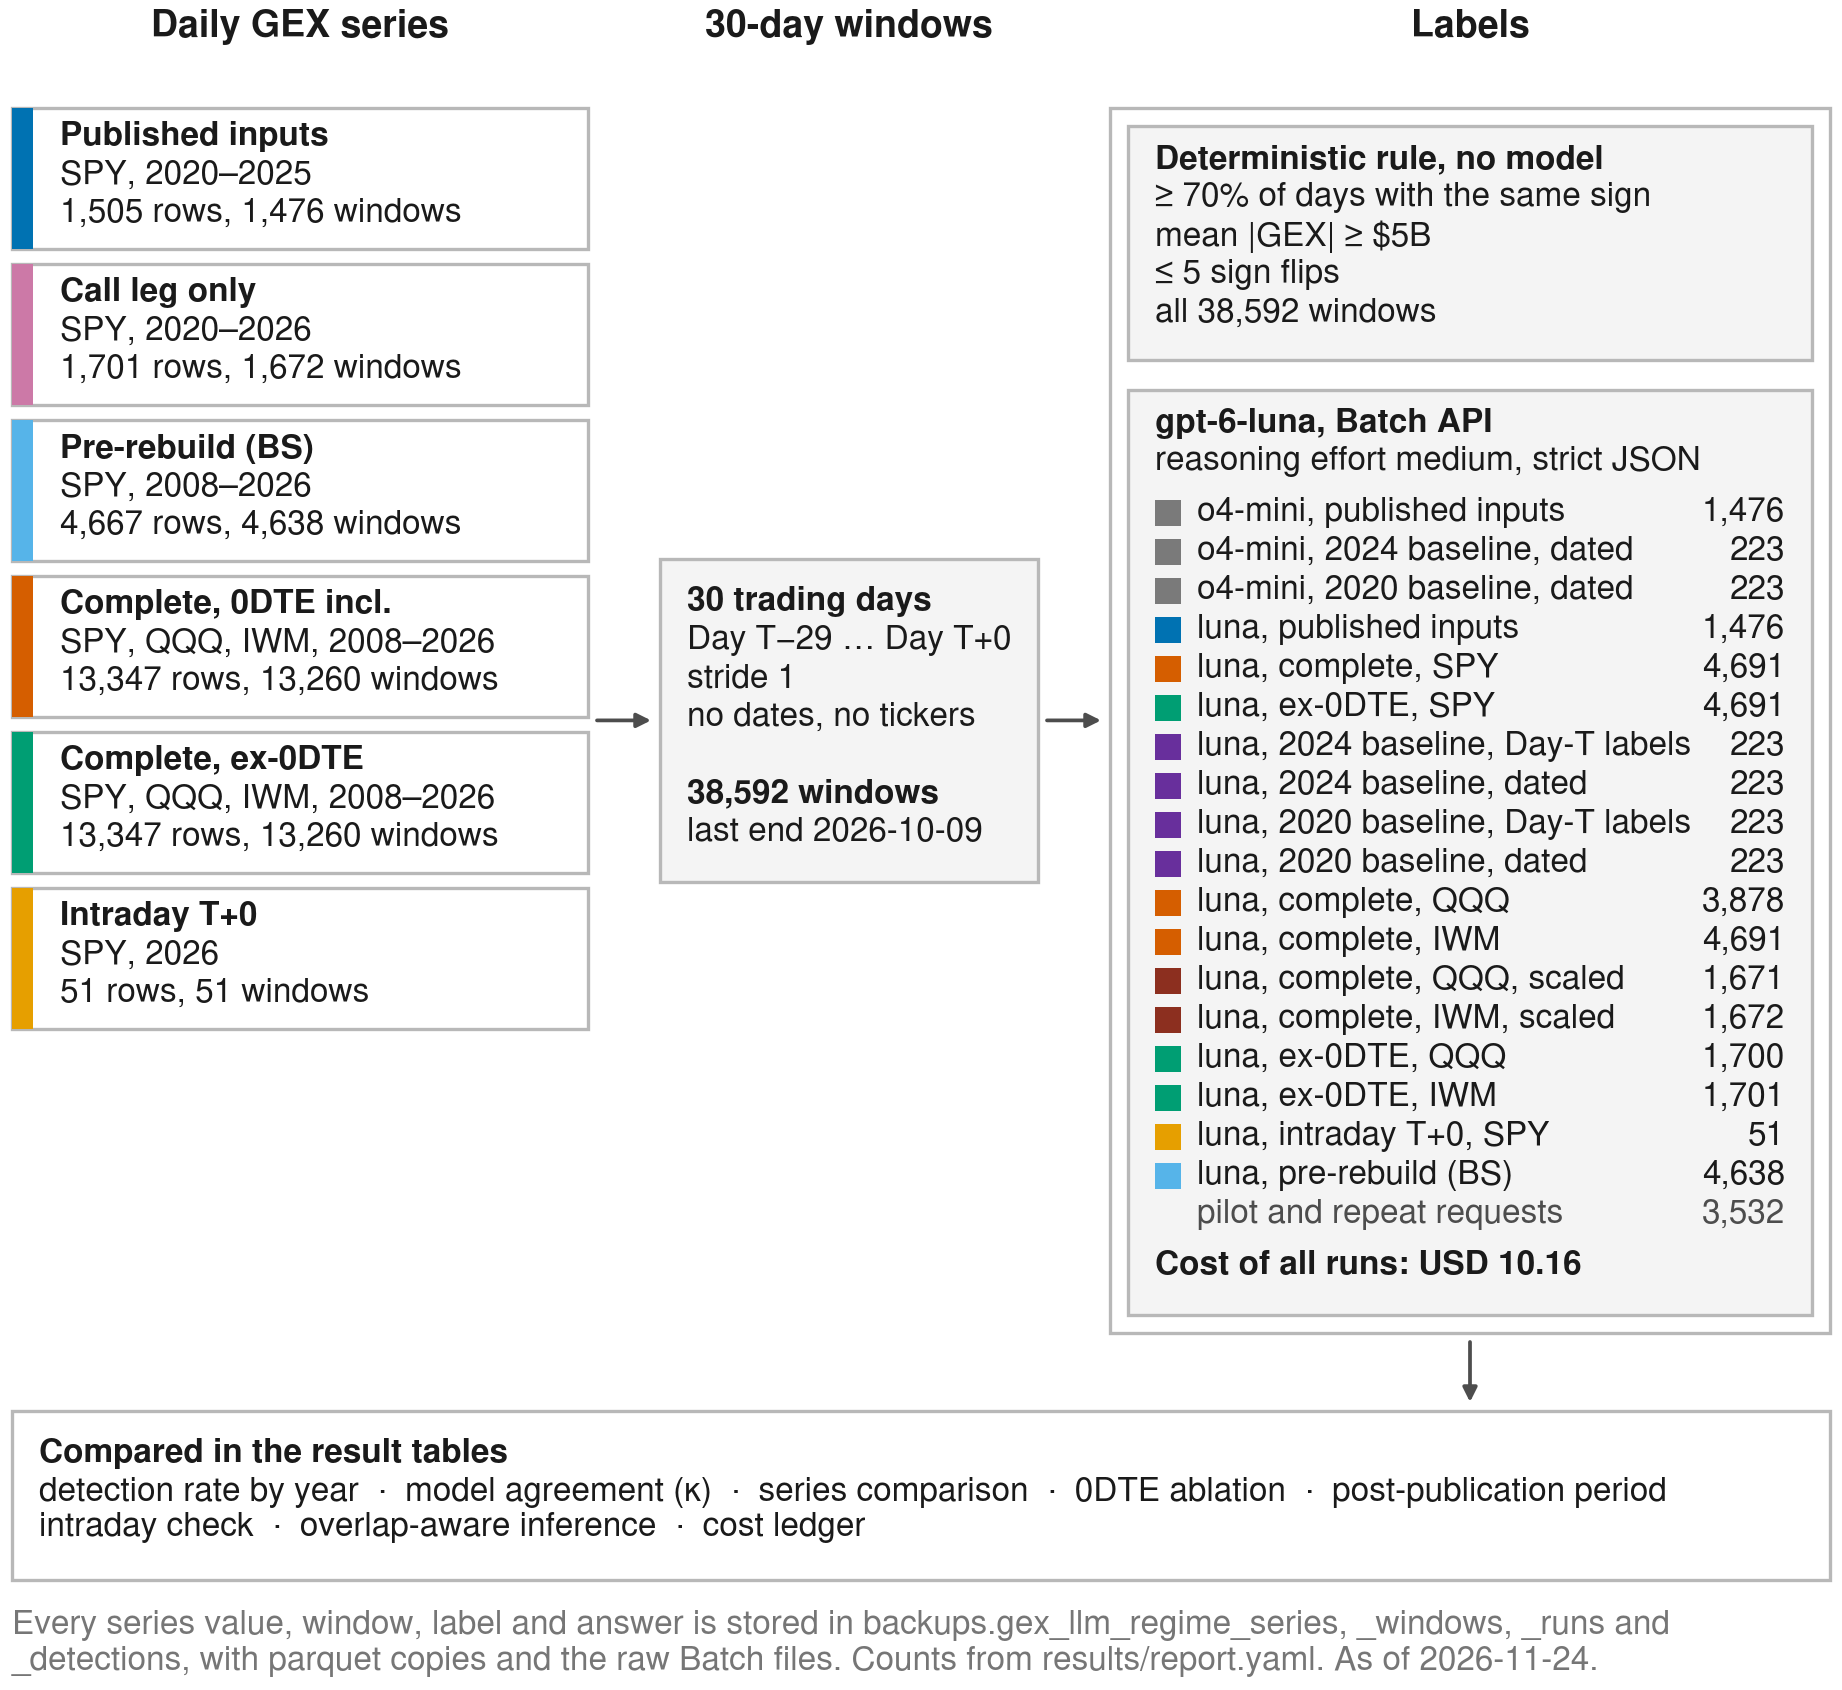 Daily GEX series
Published inputs
SPY, 2020–2025
1,505 rows, 1,476 windows
Call leg only
SPY, 2020–2026
1,701 rows, 1,672 windows
Pre-rebuild (BS)
SPY, 2008–2026
4,667 rows, 4,638 windows
Complete, 0DTE incl.
SPY, QQQ, IWM, 2008–2026
13,347 rows, 13,260 windows
Complete, ex-0DTE
SPY, QQQ, IWM, 2008–2026
13,347 rows, 13,260 windows
Intraday T+0
SPY, 2026
51 rows, 51 windows
30-day windows
30 trading days
Day T−29 … Day T+0
stride 1
no dates, no tickers
38,592 windows
last end 2026-10-09
Labels
Deterministic rule, no model
≥ 70% of days with the same sign
mean |GEX| ≥ $5B
≤ 5 sign flips
all 38,592 windows
gpt-6-luna, Batch API
reasoning effort medium, strict JSON
o4-mini, published inputs 1,476
o4-mini, 2024 baseline, dated 223
o4-mini, 2020 baseline, dated 223
luna, published inputs 1,476
luna, complete, SPY 4,691
luna, ex-0DTE, SPY 4,691
luna, 2024 baseline, Day-T labels 223
luna, 2024 baseline, dated 223
luna, 2020 baseline, Day-T labels 223
luna, 2020 baseline, dated 223
luna, complete, QQQ 3,878
luna, complete, IWM 4,691
luna, complete, QQQ, scaled 1,671
luna, complete, IWM, scaled 1,672
luna, ex-0DTE, QQQ 1,700
luna, ex-0DTE, IWM 1,701
luna, intraday T+0, SPY 51
luna, pre-rebuild (BS) 4,638
pilot and repeat requests 3,532
Cost of all runs: USD 10.16
Compared in the result tables
detection rate by year · model agreement (κ) · series comparison · 0DTE ablation · post-publication period
intraday check · overlap-aware inference · cost ledger
Every series value, window, label and answer is stored in backups.gex_llm_regime_series, _windows, _runs and
_detections, with parquet copies and the raw Batch files. Counts from results/report.yaml. As of 2026-11-24.